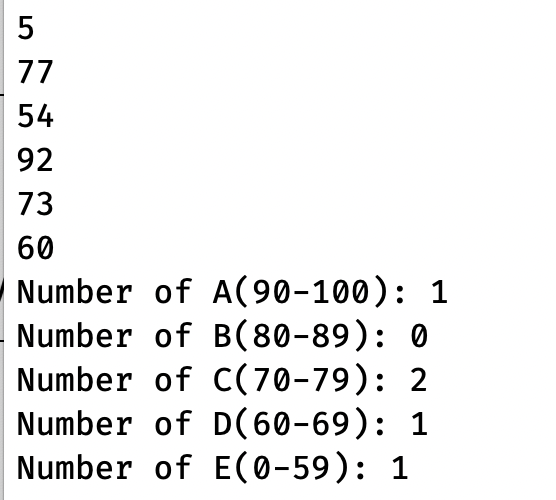 5
77
54
92
73
60
Number of A(90-100): 1
Number of B(80-89): 0
Number of C(70-79): 2
Number of D(60-69): 1
Number of E(0-59): 1